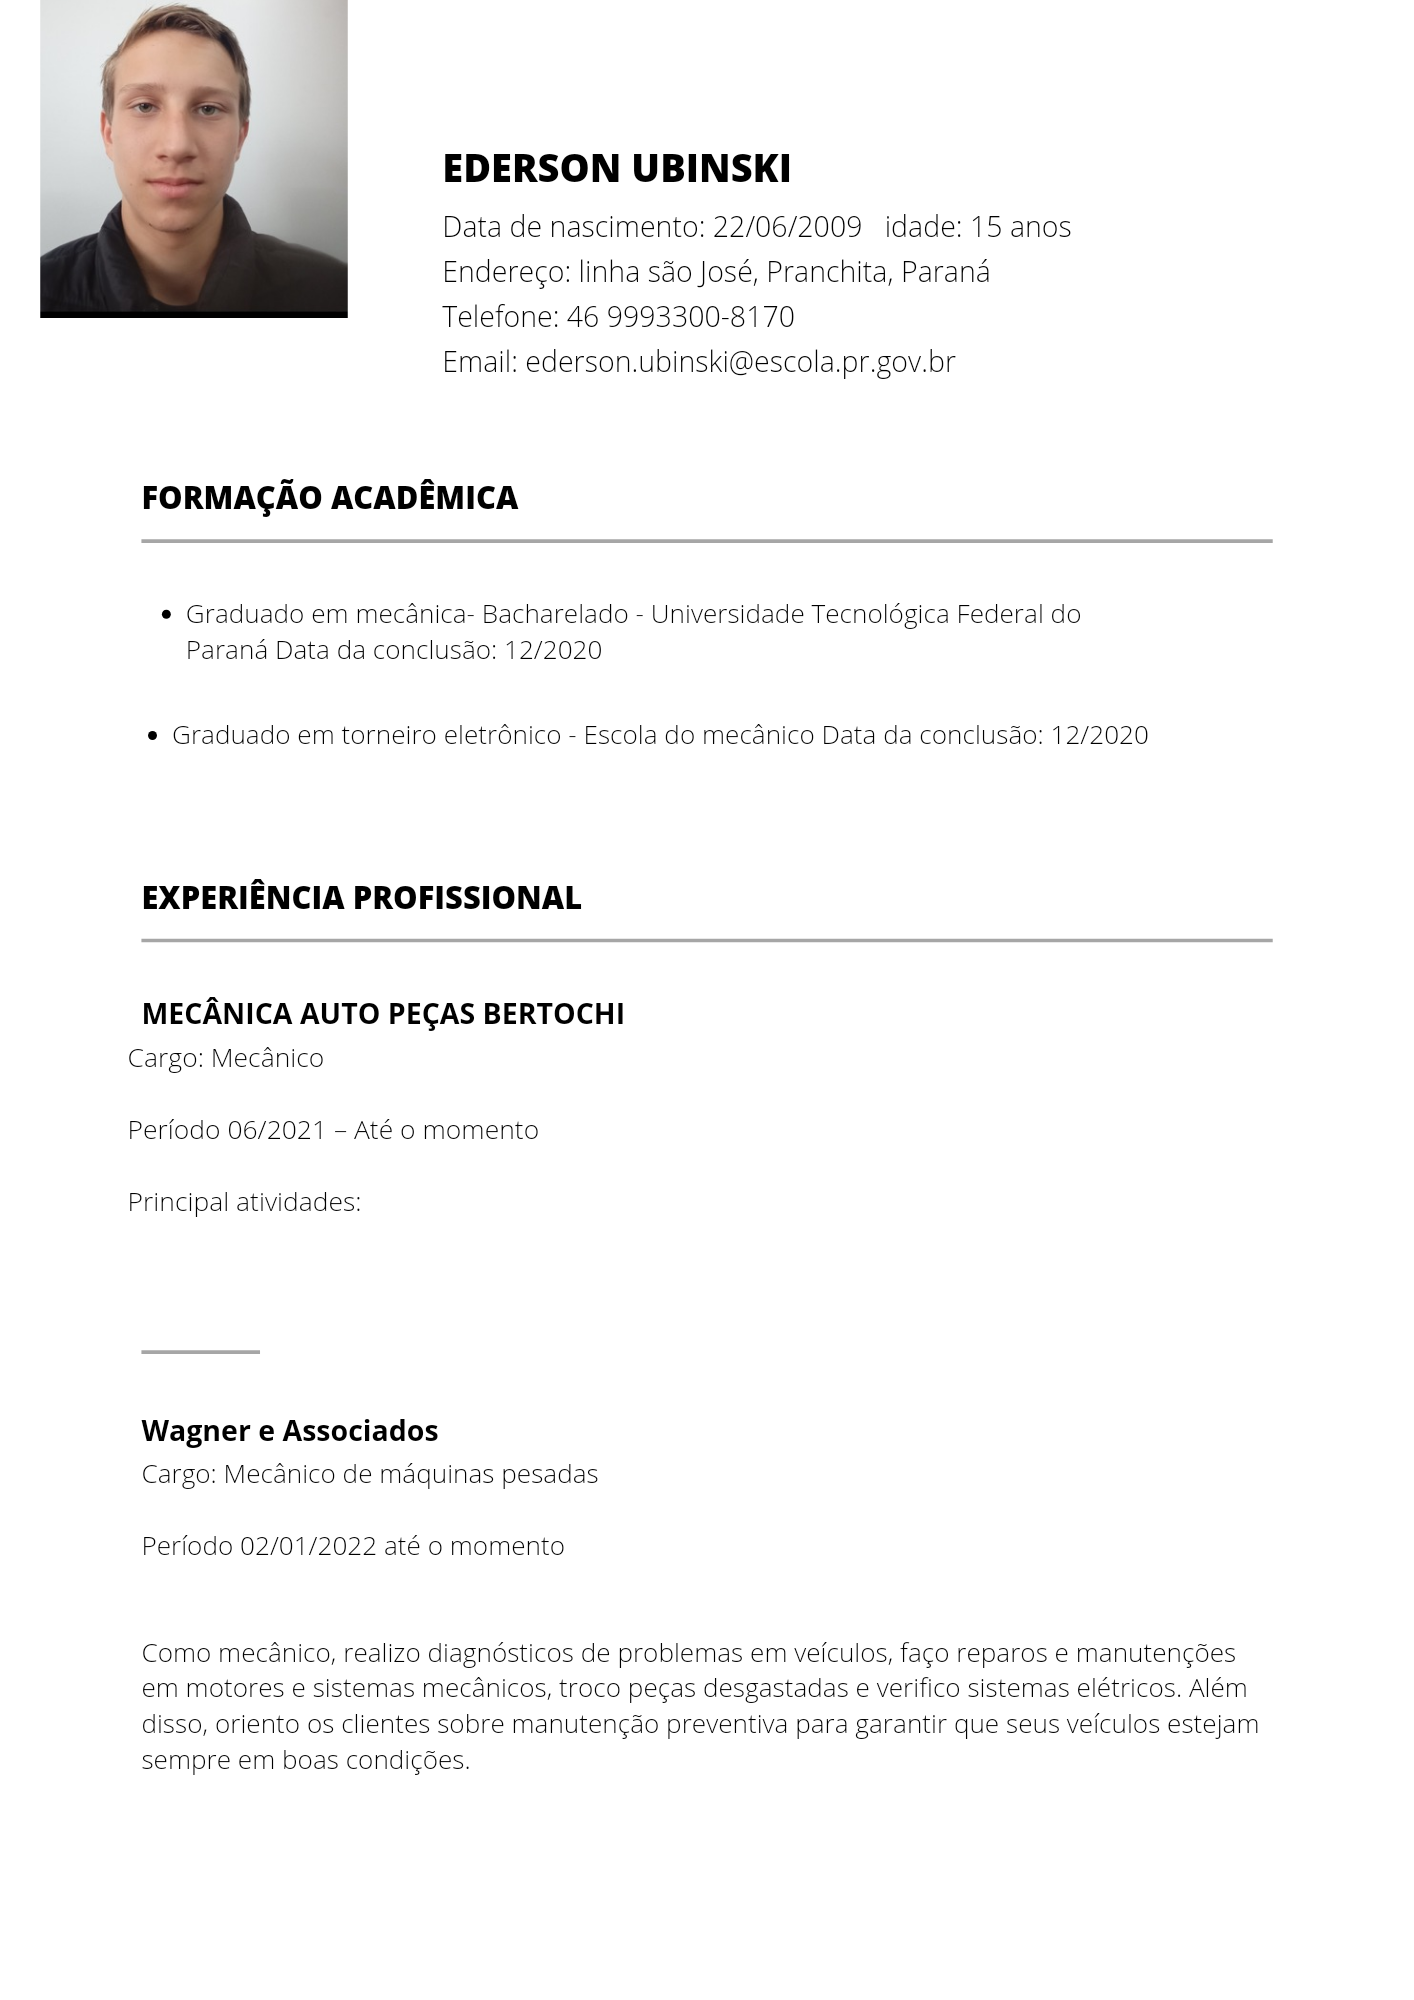 EDERSON UBINSKI
Data de nascimento: 22/06/2009   idade: 15 anos
Endereço: linha são José, Pranchita, Paraná
Telefone: 46 9993300-8170
Email: ederson.ubinski@escola.pr.gov.br
FORMAÇÃO ACADÊMICA
• Graduado em mecânica- Bacharelado - Universidade Tecnológica Federal do
Paraná Data da conclusão: 12/2020
• Graduado em torneiro eletrônico - Escola do mecânico Data da conclusão: 12/2020
EXPERIÊNCIA PROFISSIONAL
MECÂNICA AUTO PEÇAS BERTOCHI
Cargo: Mecânico
Período 06/2021 – Até o momento
Principal atividades:
Wagner e Associados
Cargo: Mecânico de máquinas pesadas
Período 02/01/2022 até o momento
Como mecânico, realizo diagnósticos de problemas em veículos, faço reparos e manutenções
em motores e sistemas mecânicos, troco peças desgastadas e verifico sistemas elétricos. Além
disso, oriento os clientes sobre manutenção preventiva para garantir que seus veículos estejam
sempre em boas condições.